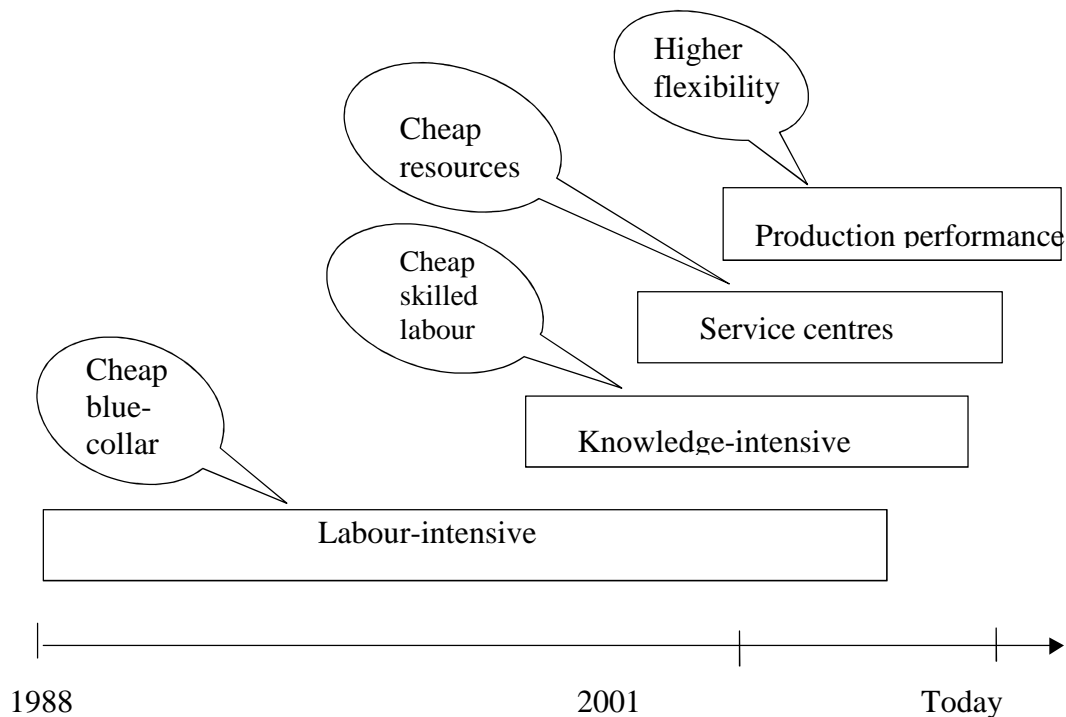 Higher
flexibility
Cheap
resources
Production performance
Cheap
skilled
labour
Service centres
Cheap
blue-
collar
Knowledge-intensive
Labour-intensive
1988
2001
Today